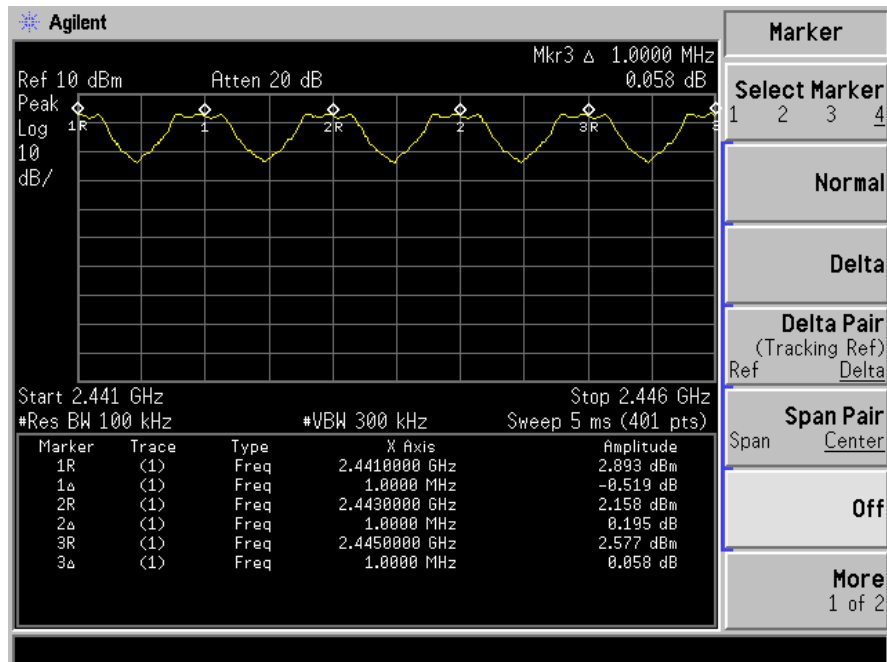 Agilent
Mkr3 Δ 1.0000 MHz
Ref 10 dBm Atten 20 dB 0.058 dB
Peak
Log
10
dB/
1R 1 2R 2 3R 3
Start 2.441 GHz Stop 2.446 GHz
#Res BW 100 kHz #VBW 300 kHz Sweep 5 ms (401 pts)
Marker Trace Type X Axis Amplitude
1R (1) Freq 2.4410000 GHz 2.893 dBm
1Δ (1) Freq 1.0000 MHz -0.519 dB
2R (1) Freq 2.4430000 GHz 2.158 dBm
2Δ (1) Freq 1.0000 MHz 0.195 dB
3R (1) Freq 2.4450000 GHz 2.577 dBm
3Δ (1) Freq 1.0000 MHz 0.058 dB
Marker
Select Marker
1 2 3 4
Normal
Delta
Delta Pair
(Tracking Ref)
Ref Delta
Span Pair
Span Center
Off
More
1 of 2